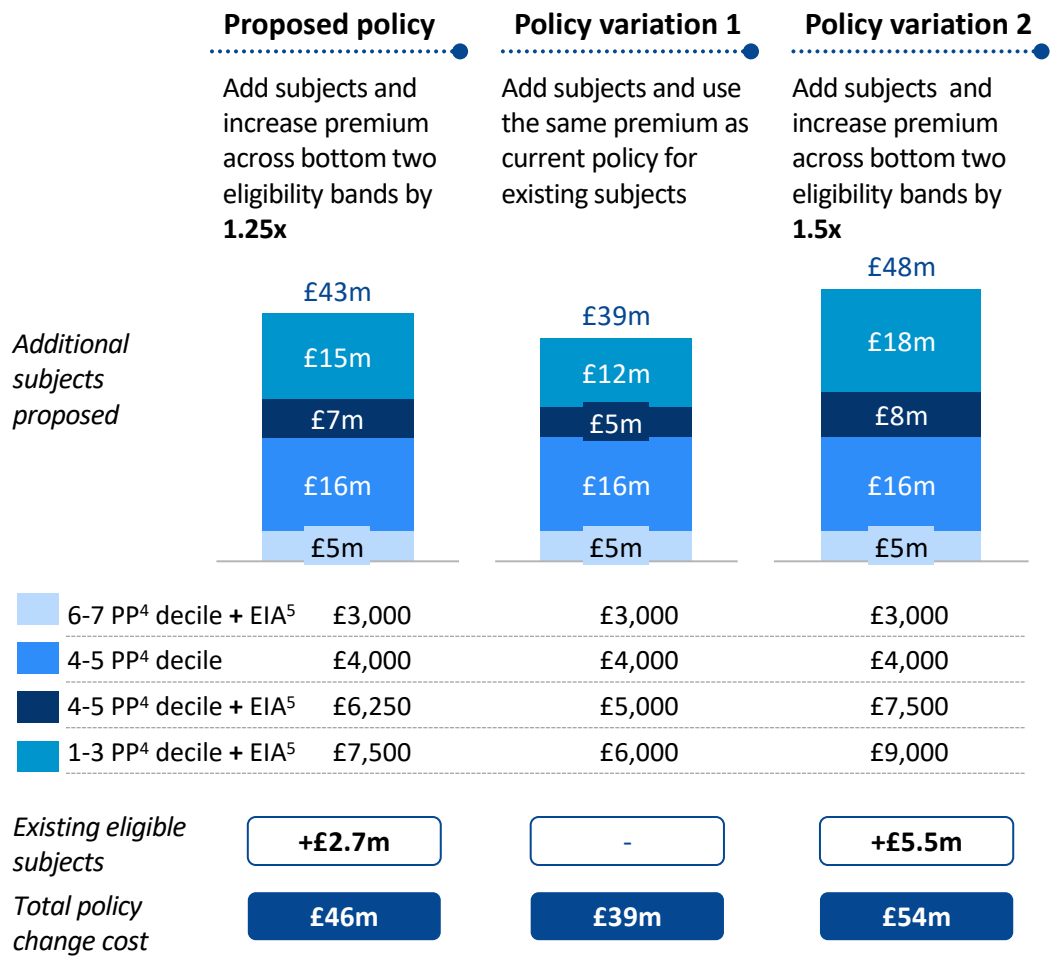 Proposed policy
Add subjects and
increase premium
across bottom two
eligibility bands by
1.25x
Policy variation 1
Add subjects and use
the same premium as
current policy for
existing subjects
Policy variation 2
Add subjects and
increase premium
across bottom two
eligibility bands by
1.5x
Additional
subjects
proposed
£43m
£15m
£7m
£16m
£5m
£39m
£12m
£5m
£16m
£5m
£48m
£18m
£8m
£16m
£5m
6-7 PP⁴ decile + EIA⁵ £3,000 £3,000 £3,000
4-5 PP⁴ decile £4,000 £4,000 £4,000
4-5 PP⁴ decile + EIA⁵ £6,250 £5,000 £7,500
1-3 PP⁴ decile + EIA⁵ £7,500 £6,000 £9,000
Existing eligible
subjects
+£2.7m - +£5.5m
Total policy
change cost
£46m £39m £54m